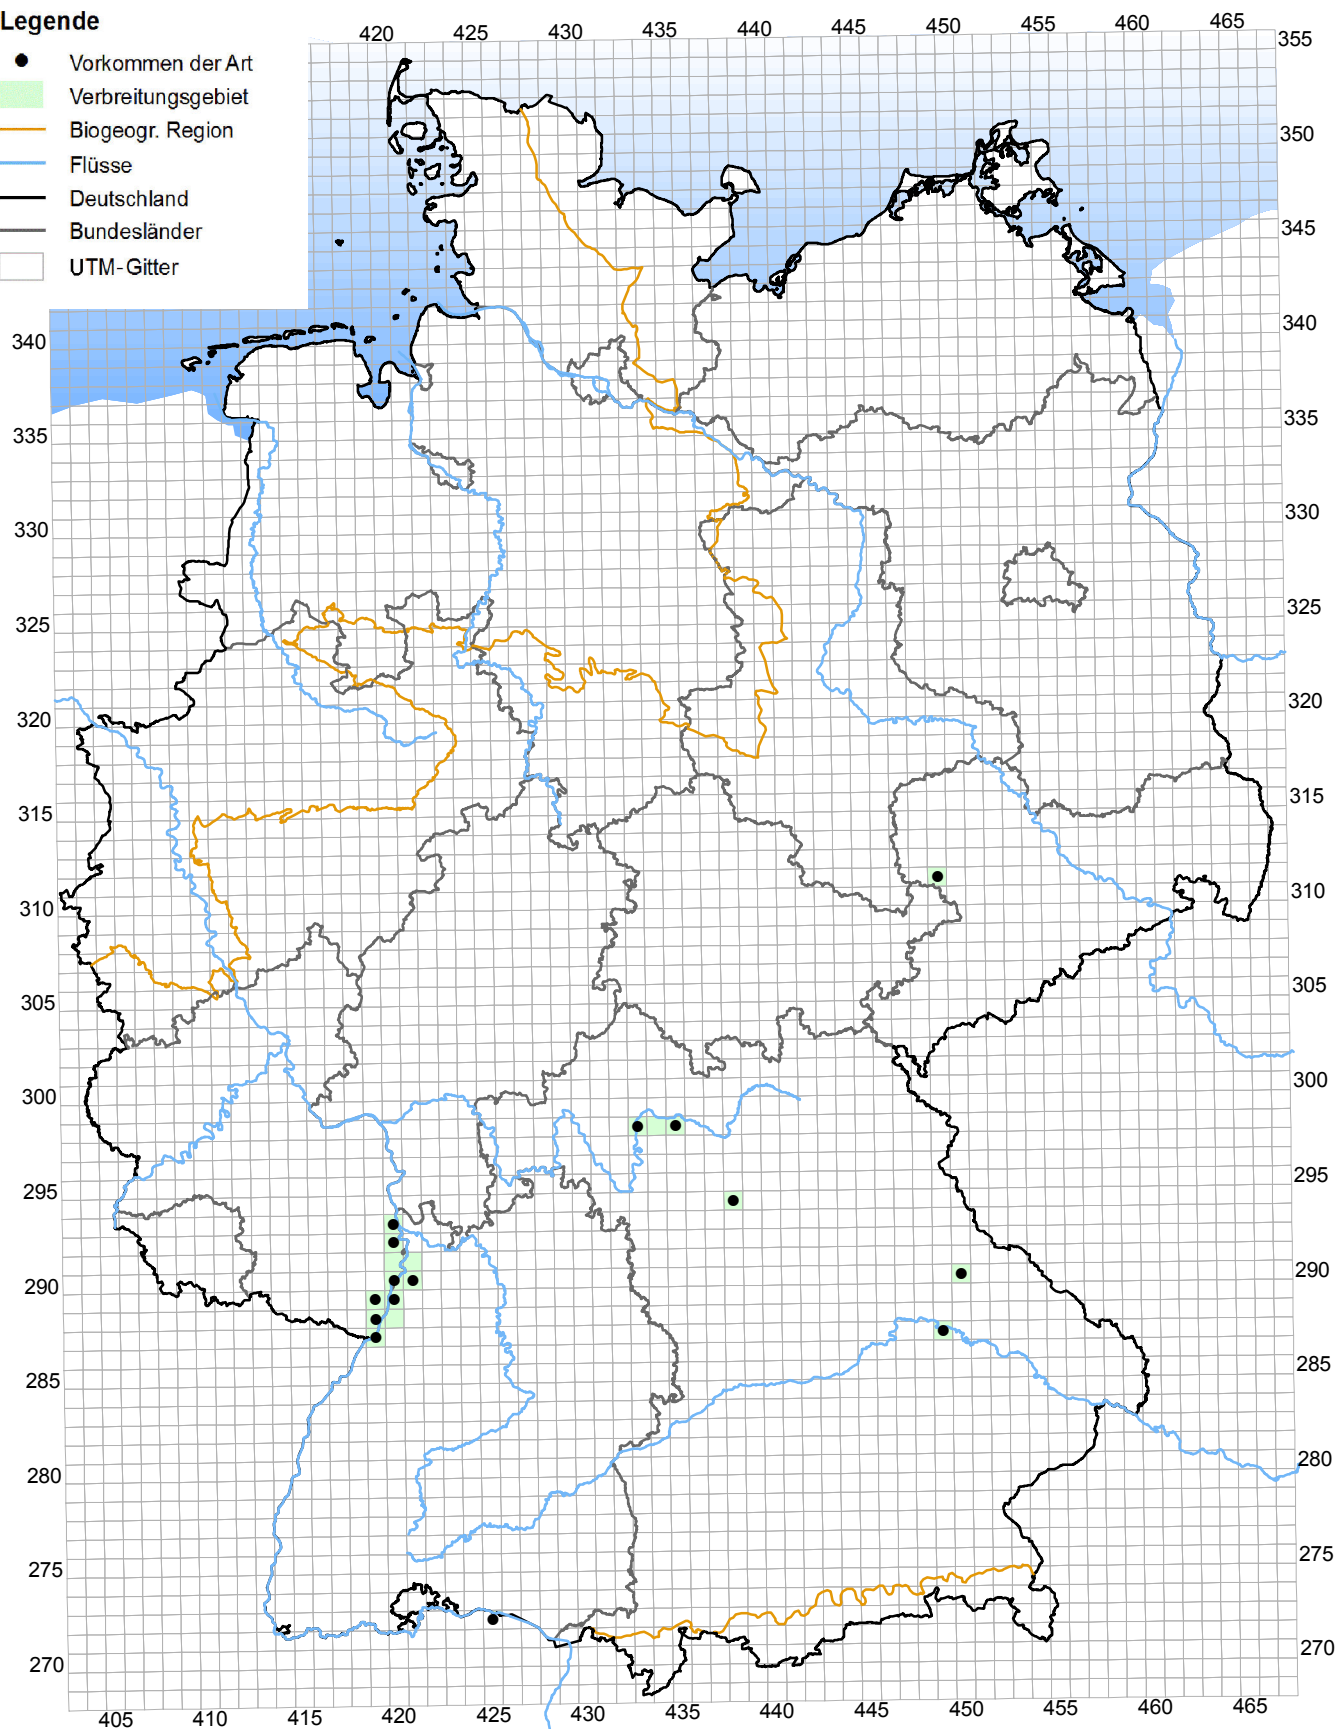 Legende
Vorkommen der Art
Verbreitungsgebiet
Biogeogr. Region
Flüsse
Deutschland
Bundesländer
UTM-Gitter
420 425 430 435 440 445 450 455 460 465
355
350
345
340 340
335 335
330 330
325 325
320 320
315 315
310 310
305 305
300 300
295 295
290 290
285 285
280 280
275 275
270 270
405 410 415 420 425 430 435 440 445 450 455 460 465